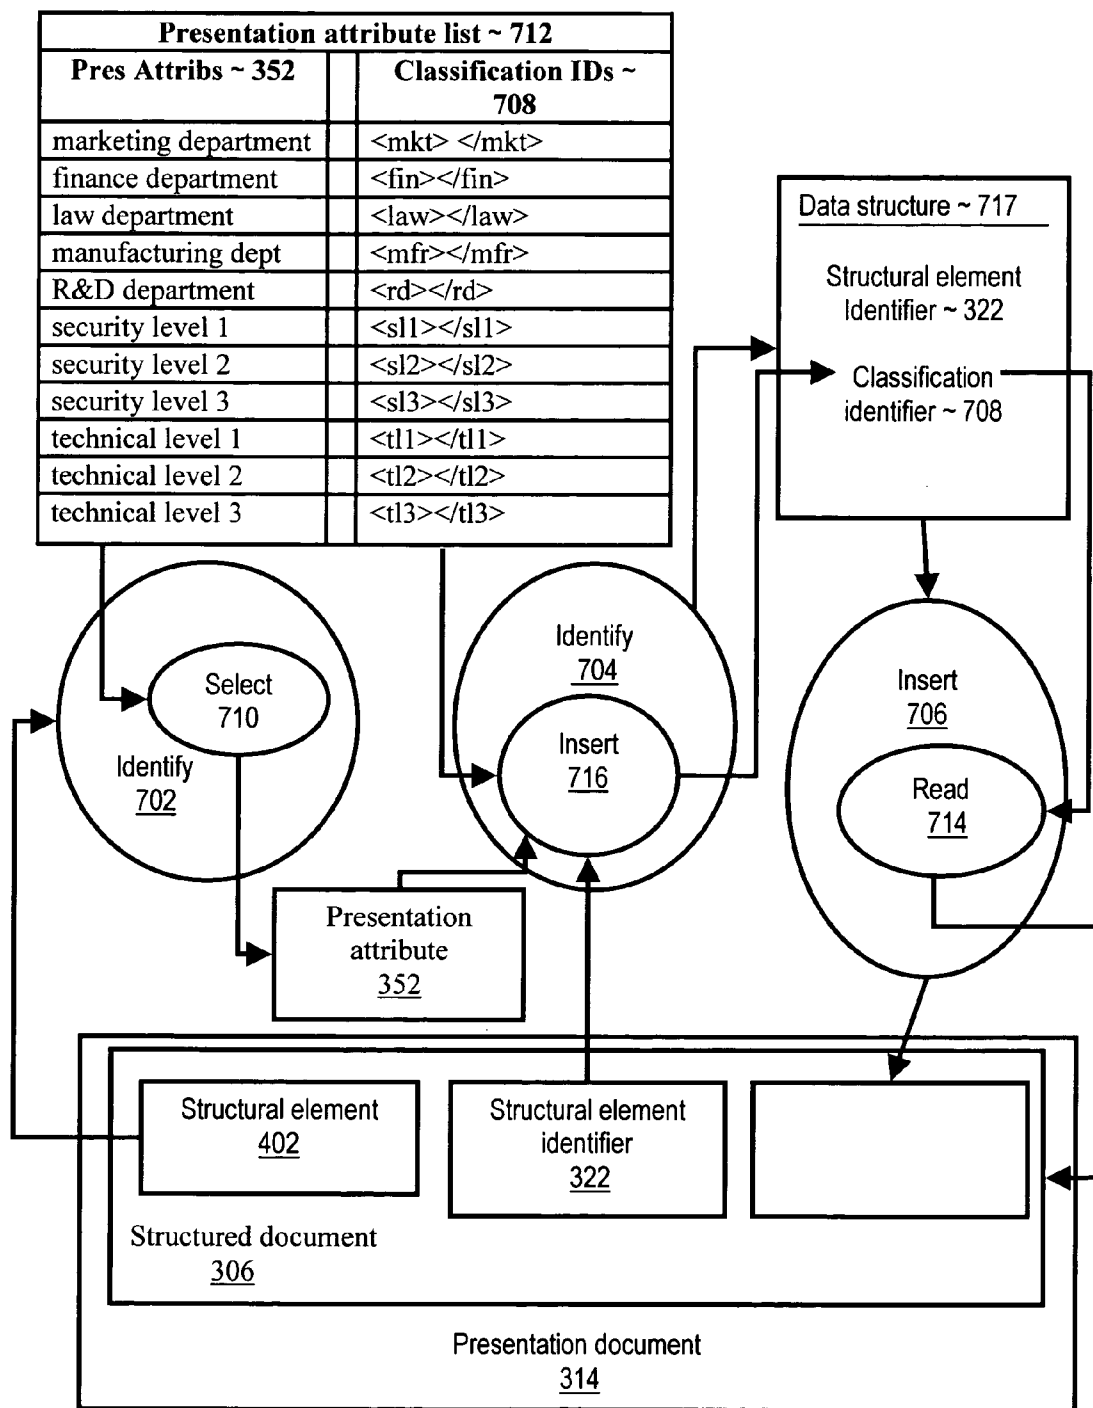 Presentation attribute list ~ 712
Pres Attribs ~ 352
Classification IDs ~
708
marketing department
<mkt> </mkt>
finance department
<fin></fin>
law department
<law></law>
manufacturing dept
<mfr></mfr>
R&D department
<rd></rd>
security level 1
<sl1></sl1>
security level 2
<sl2></sl2>
security level 3
<sl3></sl3>
technical level 1
<tl1></tl1>
technical level 2
<tl2></tl2>
technical level 3
<tl3></tl3>
Data structure ~ 717
Structural element
Identifier ~ 322
Classification
identifier ~ 708
Select
710
Identify
702
Identify
704
Insert
716
Insert
706
Read
714
Presentation
attribute
352
Structural element
402
Structural element
identifier
322
Structured document
306
Presentation document
314